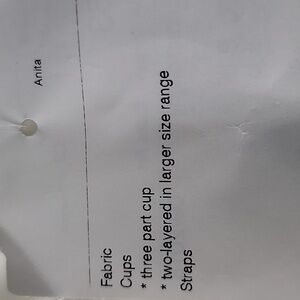 Anita
Fabric
Cups
* three part cup
* two-layered in larger size range
Straps